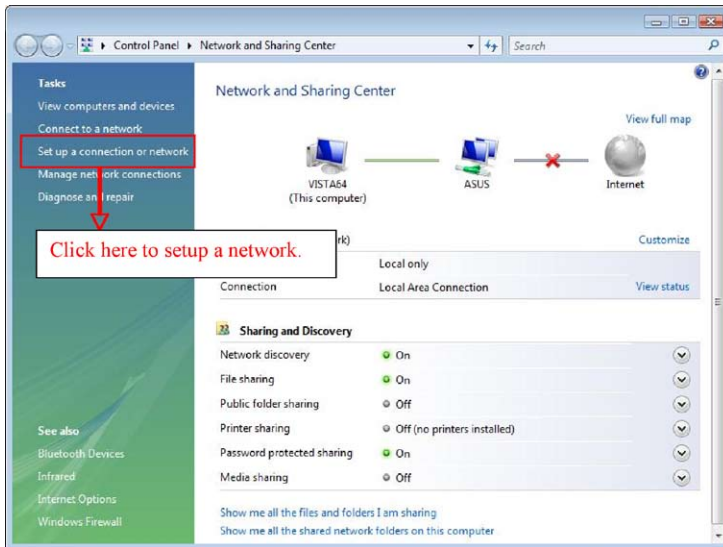 Control Panel ▸ Network and Sharing Center
Search
Tasks
View computers and devices
Connect to a network
Set up a connection or network
Manage network connections
Diagnose and repair
Click here to setup a network.
See also
Bluetooth Devices
Infrared
Internet Options
Windows Firewall
Network and Sharing Center
View full map
VISTA64
(This computer)
ASUS
Internet
rk)
Customize
Local only
Connection Local Area Connection View status
Sharing and Discovery
Network discovery On
File sharing On
Public folder sharing Off
Printer sharing Off (no printers installed)
Password protected sharing On
Media sharing Off
Show me all the files and folders I am sharing
Show me all the shared network folders on this computer